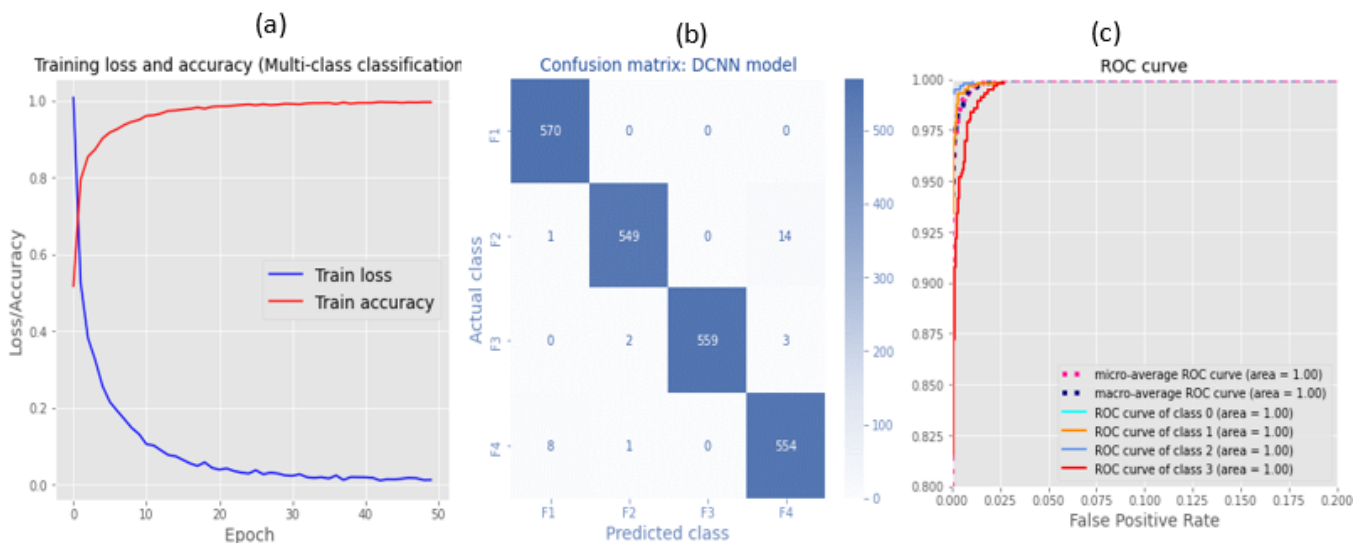 (a)
Training loss and accuracy (Multi-class classification
1.0
0.8
0.6
0.4
0.2
0.0
Loss/Accuracy
Train loss
Train accuracy
0
10
20
30
40
50
Epoch
(b)
Confusion matrix: DCNN model
Actual class
F1
570 0 0 0
F2
1 549 0 14
F3
0 2 559 3
F4
8 1 0 554
F1 F2 F3 F4
Predicted class
500
400
300
200
100
0
(c)
ROC curve
1.000
0.975
0.950
0.925
0.900
0.875
0.850
0.825
0.800
micro-average ROC curve (area = 1.00)
macro-average ROC curve (area = 1.00)
ROC curve of class 0 (area = 1.00)
ROC curve of class 1 (area = 1.00)
ROC curve of class 2 (area = 1.00)
ROC curve of class 3 (area = 1.00)
0.000 0.025 0.050 0.075 0.100 0.125 0.150 0.175 0.200
False Positive Rate